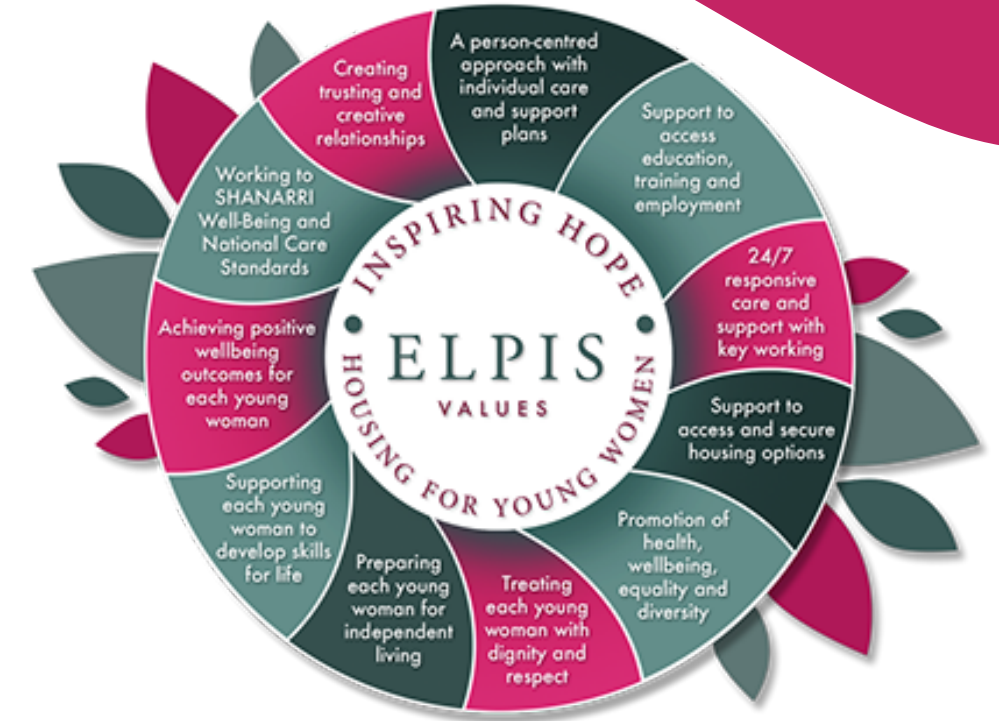 A person-centred
approach with
individual care
and support
plans
Support to
access
education,
training and
employment
24/7
responsive
care and
support with
key working
Support to
access and secure
housing options
Promotion of
health,
wellbeing,
equality and
diversity
Treating
each young
woman with
dignity and
respect
Preparing
each young
woman for
independent
living
Supporting
each young
woman to
develop skills
for life
Achieving positive
wellbeing
outcomes for
each young
woman
Working to
SHANARRI
Well-Being and
National Care
Standards
Creating
trusting and
creative
relationships
INSPIRING HOPE
ELPIS
VALUES
HOUSING FOR YOUNG WOMEN